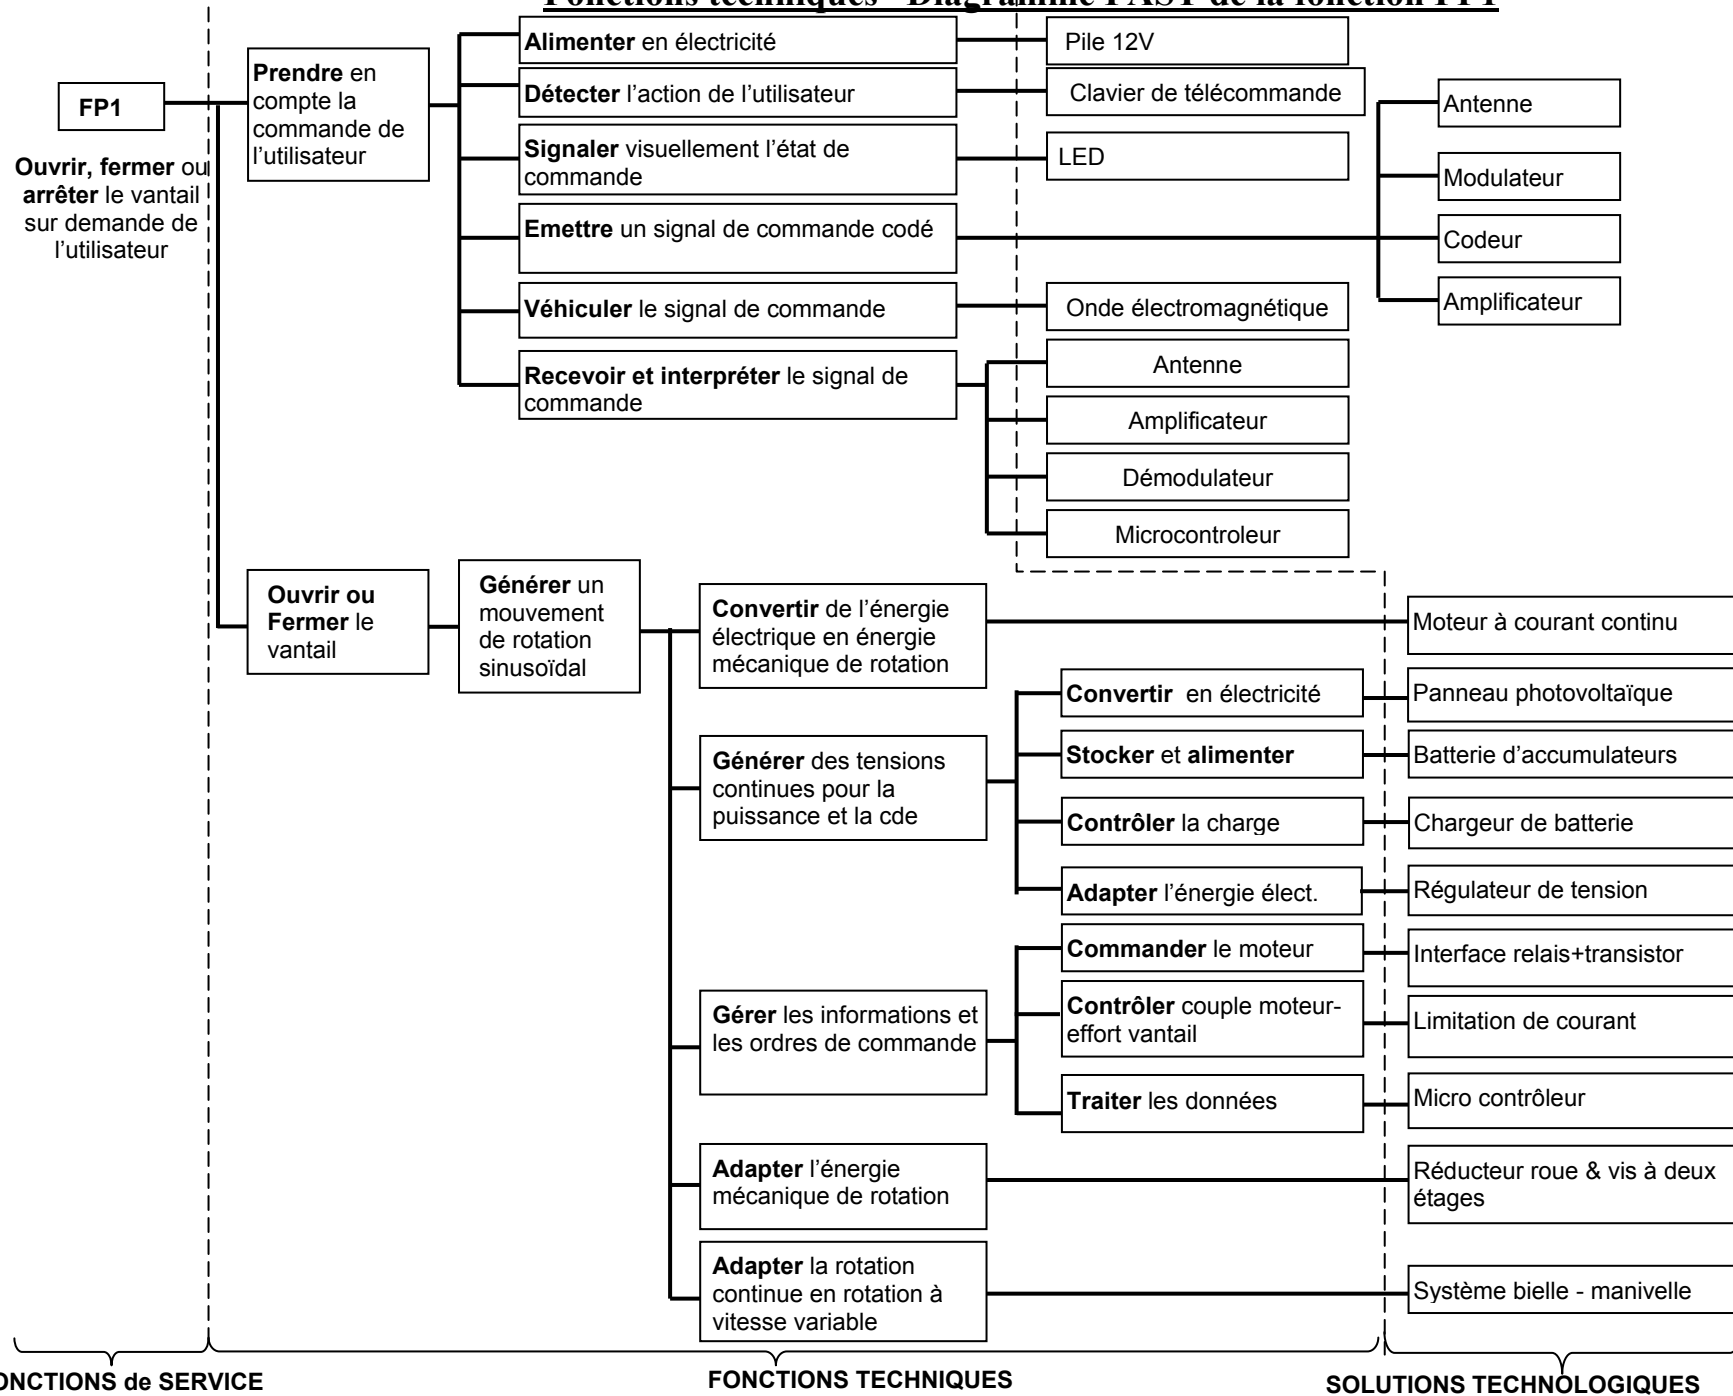 Fonctions techniques - Diagramme FAST de la fonction FP1
FP1
Ouvrir, fermer ou
arrêter le vantail
sur demande de
l'utilisateur
Prendre en
compte la
commande de
l'utilisateur
Alimenter en électricité
Pile 12V
Détecter l'action de l'utilisateur
Clavier de télécommande
Signaler visuellement l'état de
commande
LED
Emettre un signal de commande codé
Antenne
Modulateur
Codeur
Amplificateur
Véhiculer le signal de commande
Onde électromagnétique
Recevoir et interpréter le signal de
commande
Antenne
Amplificateur
Démodulateur
Microcontroleur
Ouvrir ou
Fermer le
vantail
Générer un
mouvement
de rotation
sinusoïdal
Convertir de l'énergie
électrique en énergie
mécanique de rotation
Moteur à courant continu
Générer des tensions
continues pour la
puissance et la cde
Convertir en électricité
Panneau photovoltaïque
Stocker et alimenter
Batterie d'accumulateurs
Contrôler la charge
Chargeur de batterie
Adapter l'énergie élect.
Régulateur de tension
Gérer les informations et
les ordres de commande
Commander le moteur
Interface relais+transistor
Contrôler couple moteur-
effort vantail
Limitation de courant
Traiter les données
Micro contrôleur
Adapter l'énergie
mécanique de rotation
Réducteur roue & vis à deux
étages
Adapter la rotation
continue en rotation à
vitesse variable
Système bielle - manivelle
ONCTIONS de SERVICE
FONCTIONS TECHNIQUES
SOLUTIONS TECHNOLOGIQUES